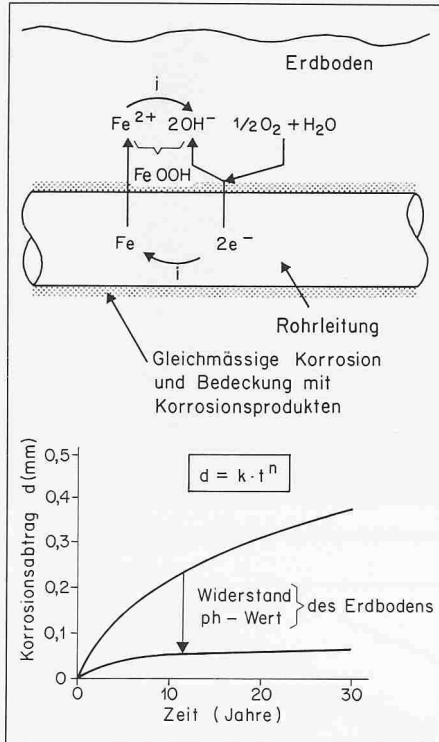 Erdboden
i
Fe²⁺ 2OH⁻ 1/2O₂ + H₂O
FeOOH
Fe 2e⁻
i
Rohrleitung
Gleichmässige Korrosion
und Bedeckung mit
Korrosionsprodukten
Korrosionsabtrag d (mm)
0,5
0,4
0,3
0,2
0,1
0
d = k · tⁿ
Widerstand
ph – Wert
des Erdbodens
0 10 20 30
Zeit (Jahre)